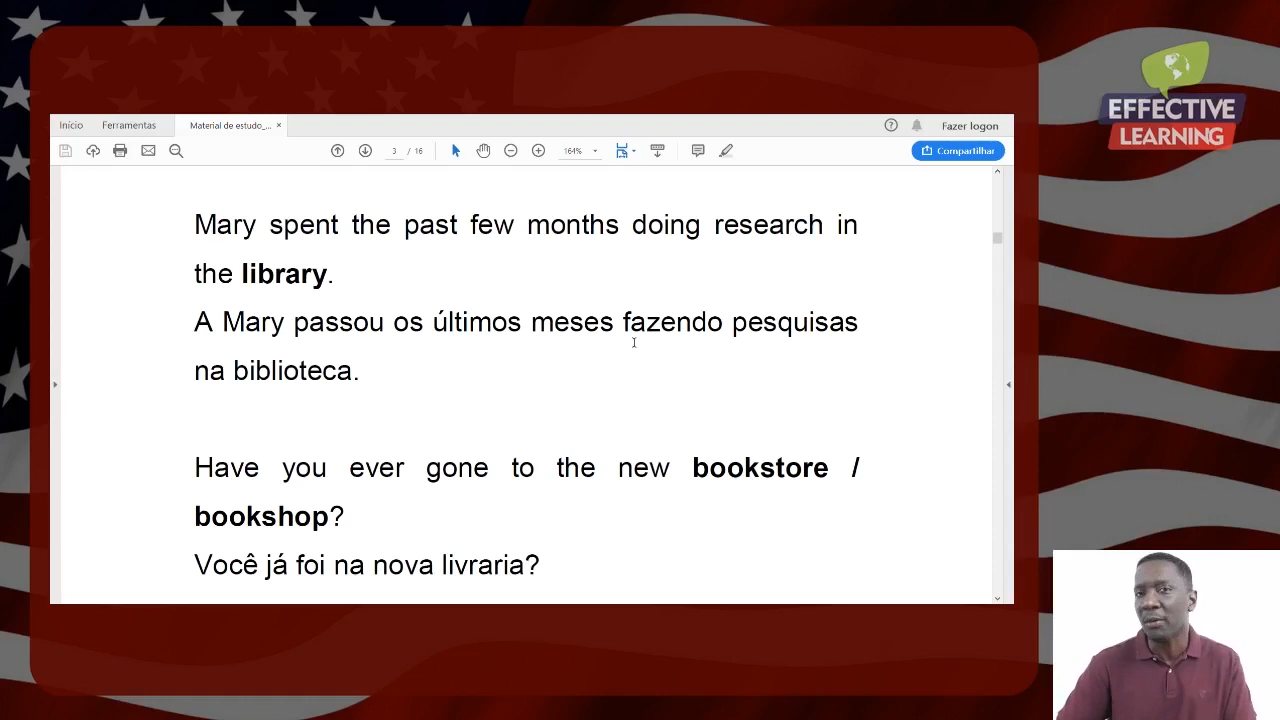 EFFECTIVE
LEARNING
Início Ferramentas Material de estudo_... × Fazer logon
3 / 16 164% Compartilhar
Mary spent the past few months doing research in
the library.
A Mary passou os últimos meses fazendo pesquisas
na biblioteca.
Have you ever gone to the new bookstore /
bookshop?
Você já foi na nova livraria?